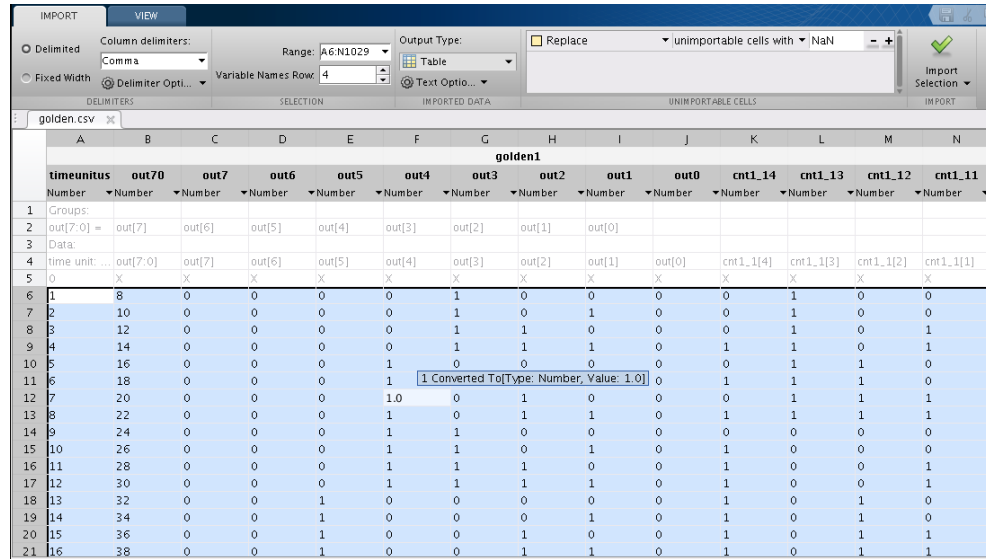 IMPORT VIEW
Delimited Column delimiters: Range: A6:N1029 Output Type: Replace unimportable cells with NaN - +
Comma Table
Fixed Width Delimiter Opti... Variable Names Row: 4 Text Optio... Import Selection
DELIMITERS SELECTION IMPORTED DATA UNIMPORTABLE CELLS IMPORT
golden.csv
A B C D E F G H I J K L M N
golden1
timeunitus out70 out7 out6 out5 out4 out3 out2 out1 out0 cnt1_14 cnt1_13 cnt1_12 cnt1_11
Number Number Number Number Number Number Number Number Number Number Number Number Number Number
1 Groups:
2 out[7:0] = out[7] out[6] out[5] out[4] out[3] out[2] out[1] out[0]
3 Data:
4 time unit: ... out[7:0] out[7] out[6] out[5] out[4] out[3] out[2] out[1] out[0] cnt1_1[4] cnt1_1[3] cnt1_1[2] cnt1_1[1]
5 0 X X X X X X X X X X X X X
6 1 8 0 0 0 0 1 0 0 0 0 1 0 0
7 2 10 0 0 0 0 1 0 1 0 0 1 0 0
8 3 12 0 0 0 0 1 1 0 0 0 1 0 1
9 4 14 0 0 0 0 1 1 1 0 1 1 0 1
10 5 16 0 0 0 1 0 0 0 0 0 1 1 0
11 6 18 0 0 0 1 1 Converted To[Type: Number, Value: 1.0] 0 1 1 1 0
12 7 20 0 0 0 1.0 0 1 0 0 0 1 1 1
13 8 22 0 0 0 1 0 1 1 0 1 1 1 1
14 9 24 0 0 0 1 1 0 0 0 0 0 0 0
15 10 26 0 0 0 1 1 0 1 0 1 0 0 0
16 11 28 0 0 0 1 1 1 0 0 1 0 0 1
17 12 30 0 0 0 1 1 1 1 0 1 0 0 1
18 13 32 0 0 1 0 0 0 0 0 1 0 1 0
19 14 34 0 0 1 0 0 0 1 0 1 0 1 0
20 15 36 0 0 1 0 0 1 0 0 1 0 1 1
21 16 38 0 0 1 0 0 1 1 0 1 0 1 1